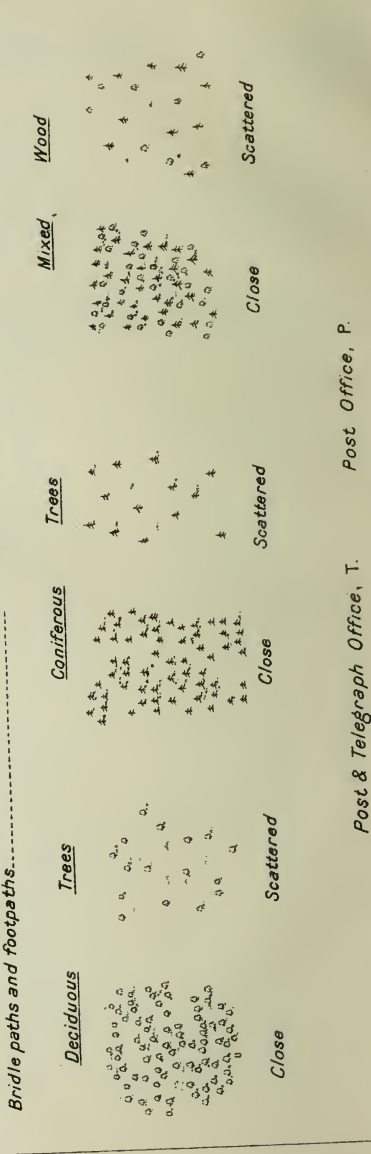 Bridle paths and footpaths
Deciduous Trees Coniferous Trees Mixed Wood
Close Scattered Close Scattered Close Scattered
Post & Telegraph Office, T. Post Office, P.